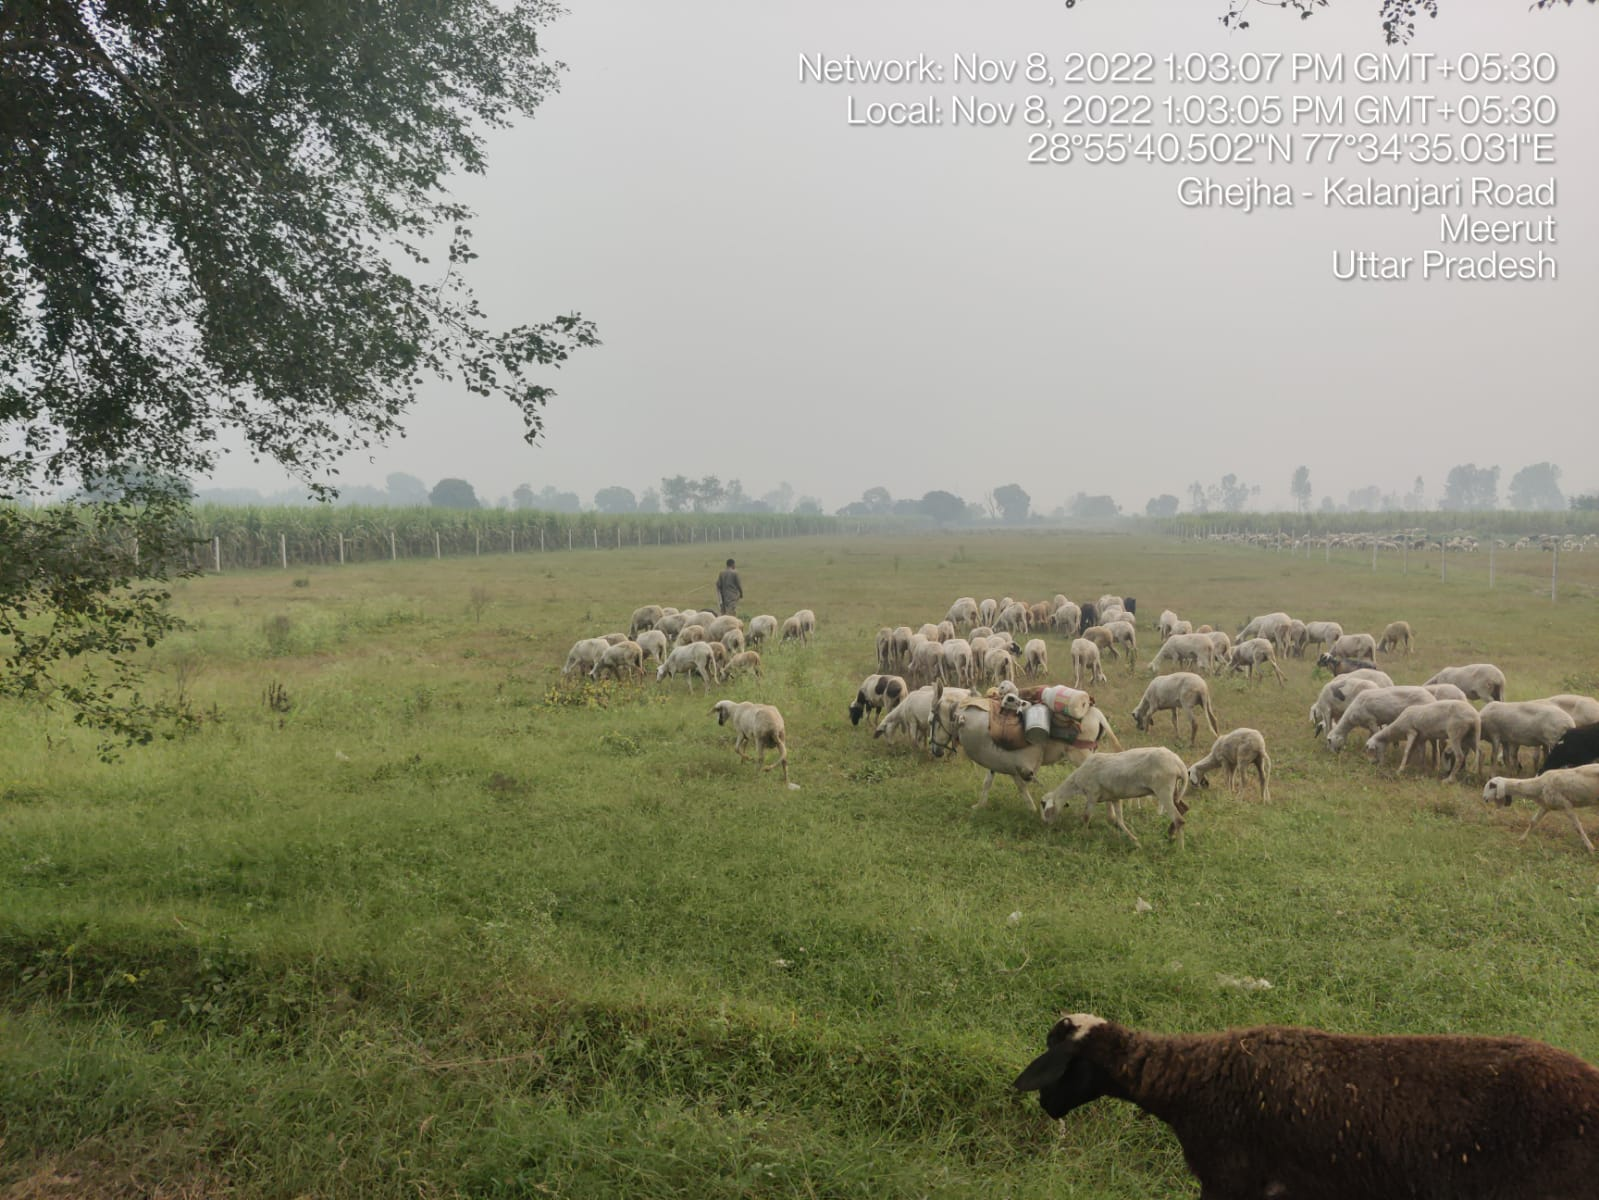 Network: Nov 8, 2022 1:03:07 PM GMT+05:30
Local: Nov 8, 2022 1:03:05 PM GMT+05:30
28°55'40.502"N 77°34'35.031"E
Ghejha - Kalanjari Road
Meerut
Uttar Pradesh